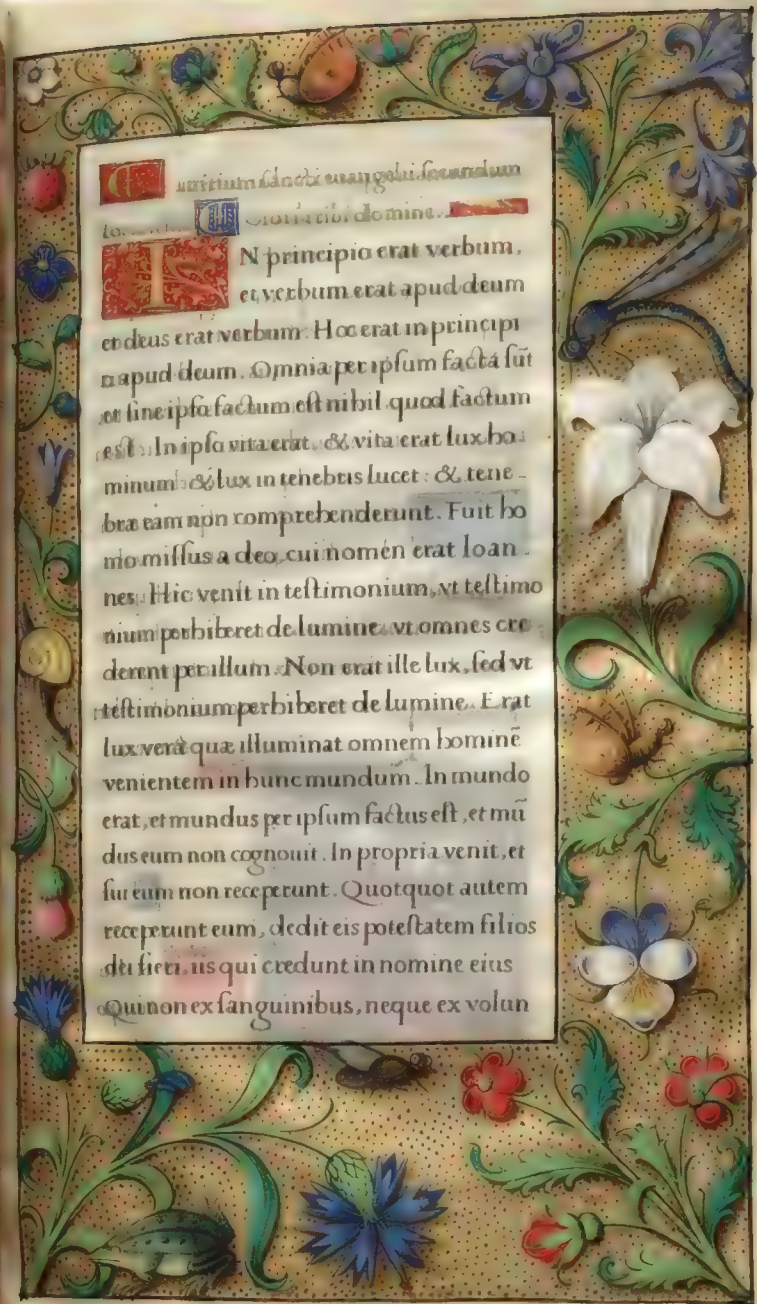 Initium sancti euangelii secundum
Gloria tibi domine.
IN principio erat verbum,
et verbum erat apud deum
et deus erat verbum. Hoc erat in principi
o apud deum. Omnia per ipsum facta sūt
et sine ipso factum est nihil quod factum
est. In ipso vita erat. & vita erat lux ho
minum: & lux in tenebris lucet: & tene-
bræ eam non comprehenderunt. Fuit ho
mo missus a deo, cui nomen erat Ioan-
nes. Hic venit in testimonium, vt testimo
nium perhiberet de lumine vt omnes cre
derent per illum. Non erat ille lux, sed vt
testimonium perhiberet de lumine. Erat
lux vera quæ illuminat omnem hominē
venientem in hunc mundum. In mundo
erat, et mundus per ipsum factus est, et mū
dus eum non cognouit. In propria venit, et
sui eum non receperunt. Quotquot autem
receperunt eum, dedit eis potestatem filios
dei fieri, iis qui credunt in nomine eius
Qui non ex sanguinibus, neque ex volun